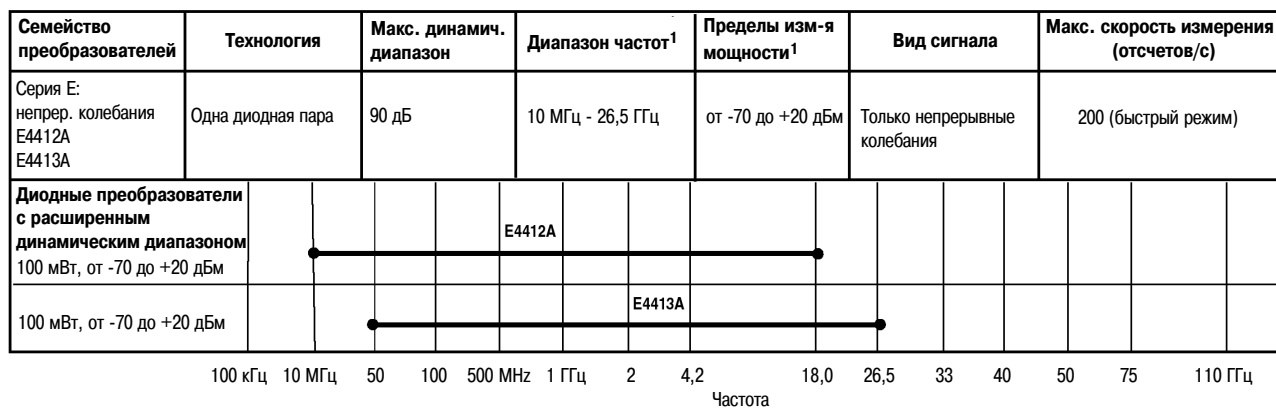 Семейство
преобразователей
Технология
Макс. динамич.
диапазон
Диапазон частот1
Пределы изм-я
мощности1
Вид сигнала
Макс. скорость измерения
(отсчетов/с)
Серия E:
непрер. колебания
E4412A
E4413A
Одна диодная пара
90 дБ
10 МГц - 26,5 ГГц
от -70 до +20 дБм
Только непрерывные
колебания
200 (быстрый режим)
Диодные преобразователи
с расширенным
динамическим диапазоном
100 мВт, от -70 до +20 дБм
E4412A
100 мВт, от -70 до +20 дБм
E4413A
100 кГц 10 МГц 50 100 500 MHz 1 ГГц 2 4,2 18,0 26,5 33 40 50 75 110 ГГц
Частота